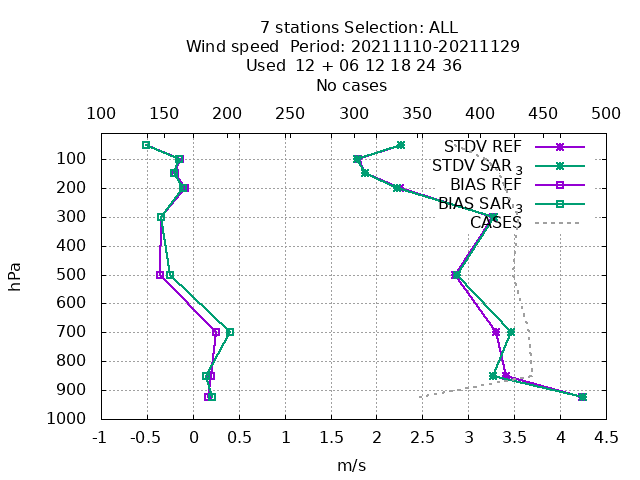 7 stations Selection: ALL
Wind speed  Period: 20211110-20211129
Used  12 + 06 12 18 24 36
No cases
100 150 200 250 300 350 400 450 500
STDV REF
STDV SAR3
BIAS REF
BIAS SAR3
CASES
100
200
300
400
500
600
700
800
900
1000
hPa
-1 -0.5 0 0.5 1 1.5 2 2.5 3 3.5 4 4.5
m/s